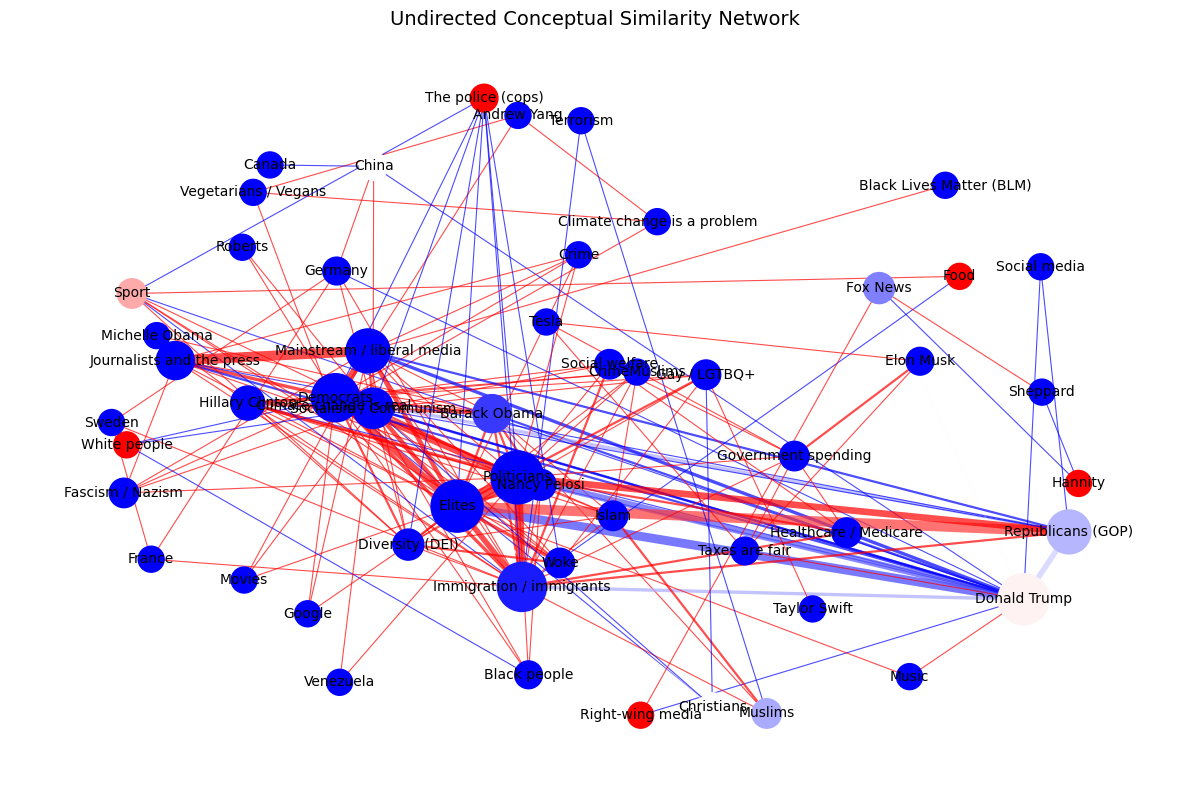 Undirected Conceptual Similarity Network
The police (cops)
Andrew Yang
Terrorism
Canada
China
Vegetarians / Vegans
Black Lives Matter (BLM)
Climate change is a problem
Roberts
Crime
Germany
Social media
Food
Fox News
Sport
Tesla
Michelle Obama
Mainstream / liberal media
Journalists and the press
Elon Musk
Social welfare
Gay / LGTBQ+
Sheppard
Democrats
Hillary Clinton
Socialism / Communism
Barack Obama
Sweden
White people
Government spending
Politicians
Nancy Pelosi
Hannity
Fascism / Nazism
Elites
Islam
Republicans (GOP)
Healthcare / Medicare
Diversity (DEI)
Taxes are fair
France
Woke
Movies
Immigration / immigrants
Donald Trump
Google
Taylor Swift
Black people
Music
Venezuela
Christians
Muslims
Right-wing media